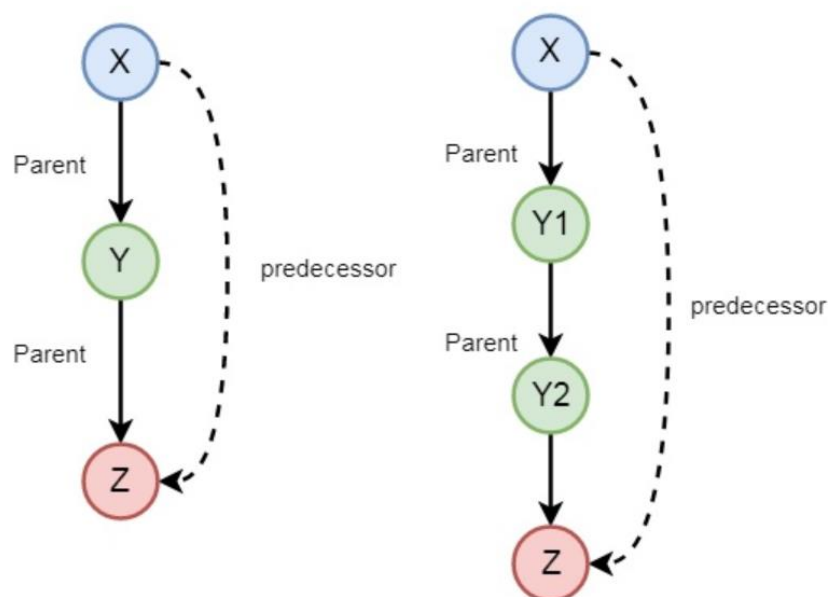 X
Parent
Y
predecessor
Parent
Z
X
Parent
Y1
predecessor
Parent
Y2
Z